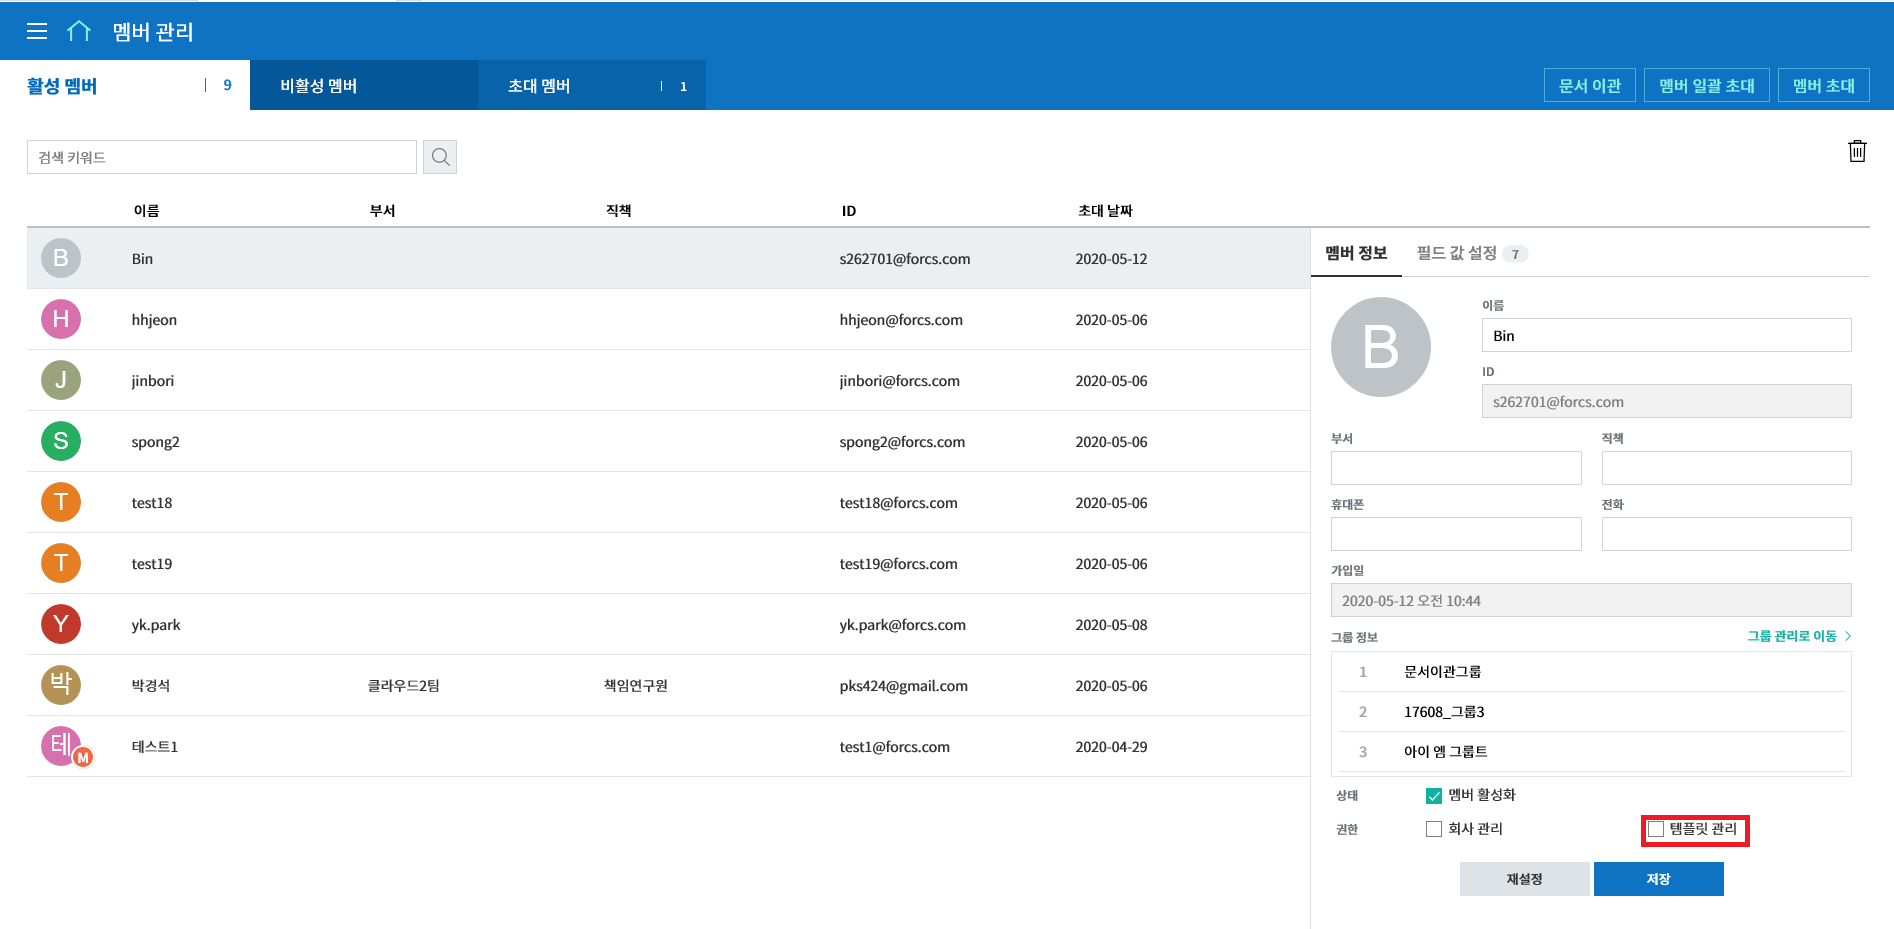 멤버 관리
활성 멤버 | 9
비활성 멤버
초대 멤버 | 1
문서 이관
멤버 일괄 초대
멤버 초대
검색 키워드
이름 부서 직책 ID 초대 날짜
B Bin s262701@forcs.com 2020-05-12
H hhjeon hhjeon@forcs.com 2020-05-06
J jinbori jinbori@forcs.com 2020-05-06
S spong2 spong2@forcs.com 2020-05-06
T test18 test18@forcs.com 2020-05-06
T test19 test19@forcs.com 2020-05-06
Y yk.park yk.park@forcs.com 2020-05-08
박 박경석 클라우드2팀 책임연구원 pks424@gmail.com 2020-05-06
테 M 테스트1 test1@forcs.com 2020-04-29
멤버 정보 필드 값 설정 7
B
이름
Bin
ID
s262701@forcs.com
부서 직책
휴대폰 전화
가입일
2020-05-12 오전 10:44
그룹 정보 그룹 관리로 이동 >
1 문서이관그룹
2 17608_그룹3
3 아이 엠 그룹트
상태 멤버 활성화
권한 회사 관리 템플릿 관리
재설정 저장